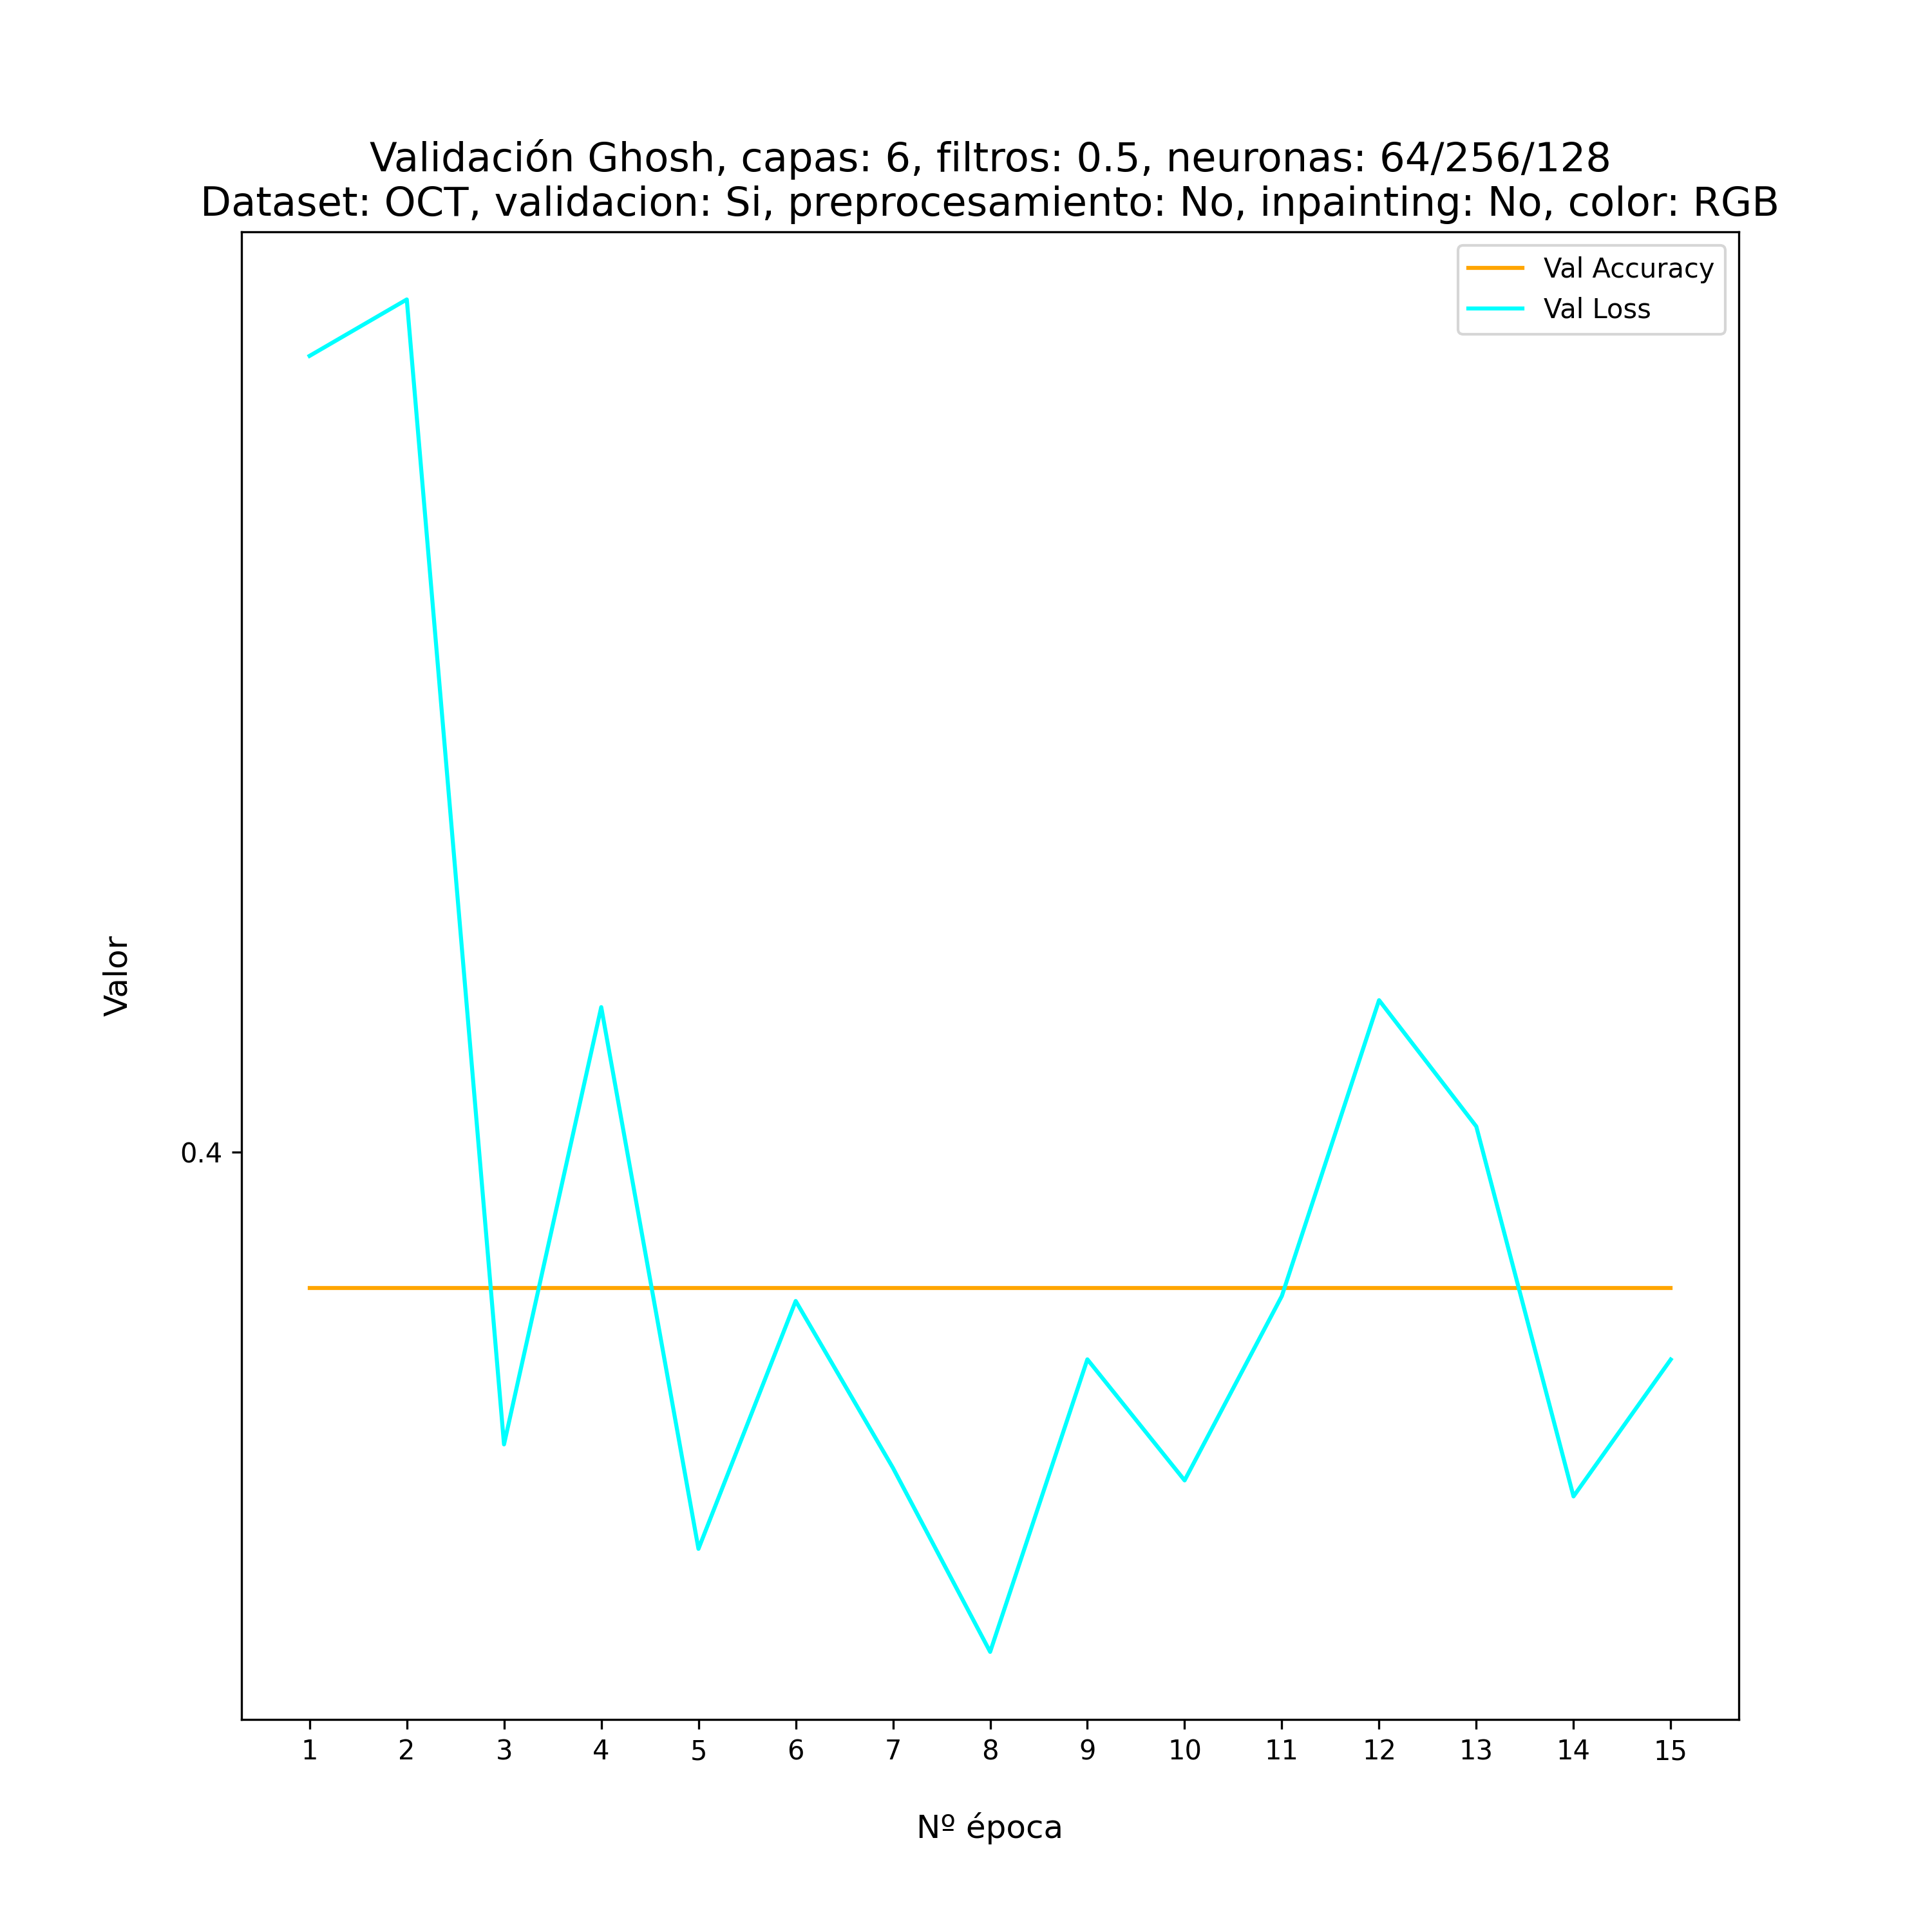 Validación Ghosh, capas: 6, filtros: 0.5, neuronas: 64/256/128
Dataset: OCT, validacion: Si, preprocesamiento: No, inpainting: No, color: RGB
Val Accuracy
Val Loss
Valor
0.4
1 2 3 4 5 6 7 8 9 10 11 12 13 14 15
Nº época